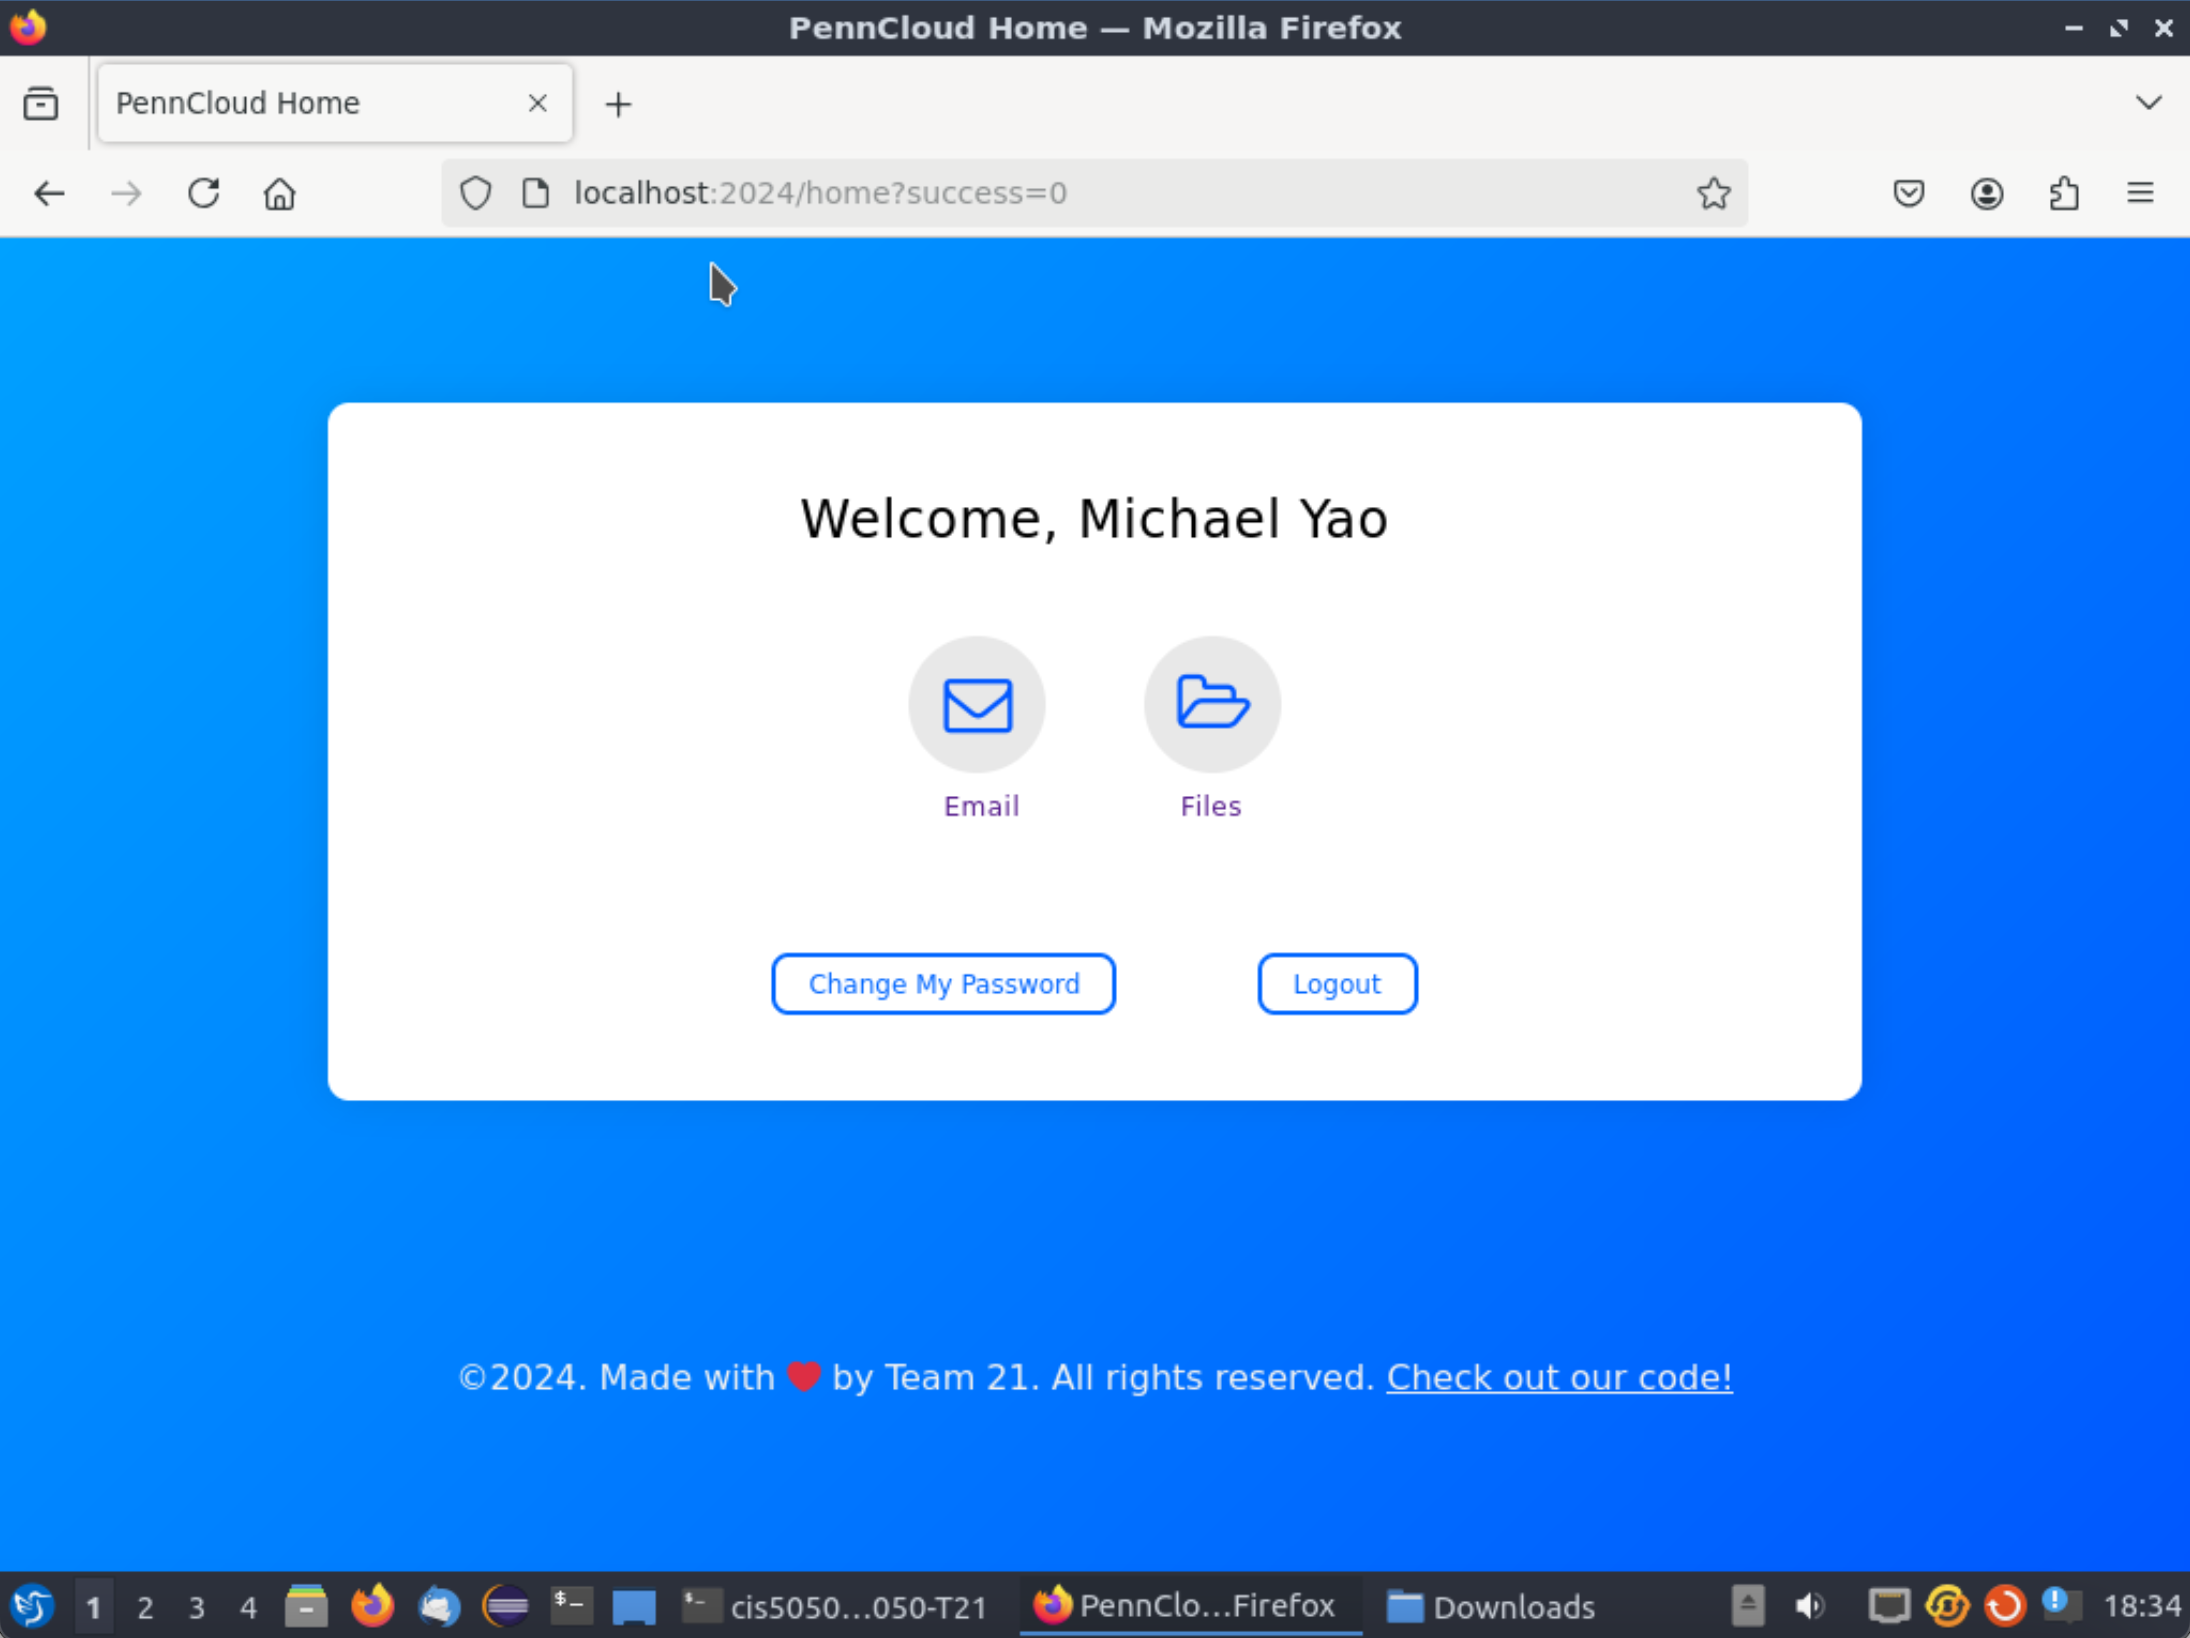 PennCloud Home — Mozilla Firefox
PennCloud Home
localhost:2024/home?success=0
Welcome, Michael Yao
Email Files
Change My Password Logout
©2024. Made with ❤ by Team 21. All rights reserved. Check out our code!
1 2 3 4 $− $− cis5050...050-T21 PennClo...Firefox Downloads 18:34